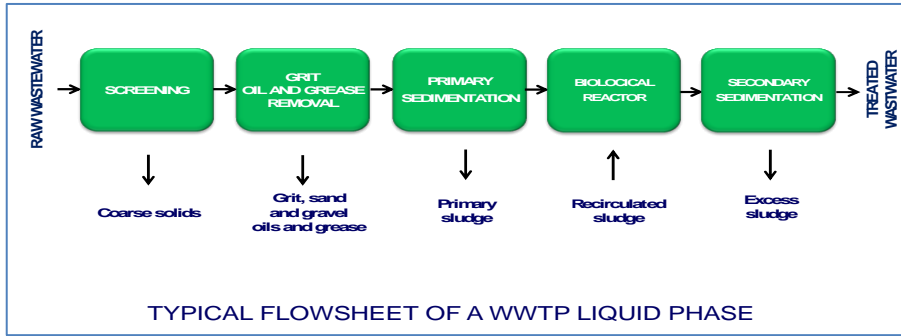 RAW WASTEWATER
SCREENING
GRIT
OIL AND GREASE
REMOVAL
PRIMARY
SEDIMENTATION
BIOLOCICAL
REACTOR
SECONDARY
SEDIMENTATION
TREATED
WASTWATER
Coarse solids
Grit, sand
and gravel
oils and grease
Primary
sludge
Recirculated
sludge
Excess
sludge
TYPICAL FLOWSHEET OF A WWTP LIQUID PHASE